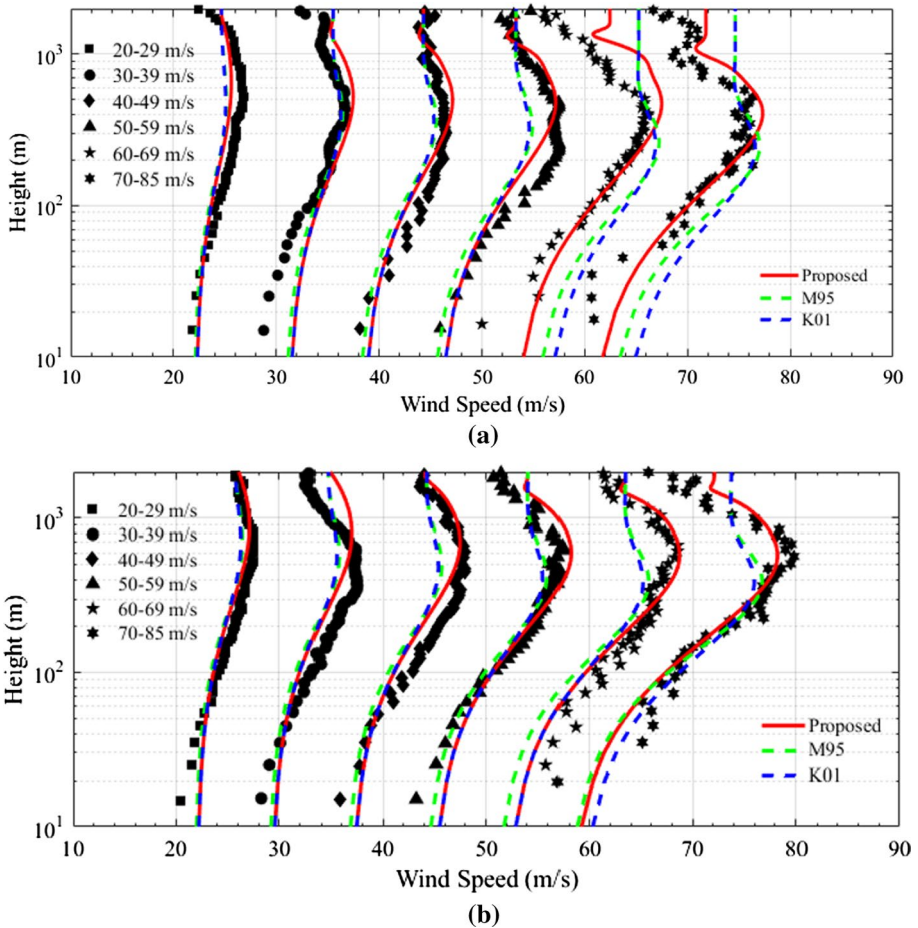 10³
20-29 m/s
30-39 m/s
40-49 m/s
50-59 m/s
60-69 m/s
70-85 m/s
Height (m)
10²
Proposed
M95
K01
10¹
10 20 30 40 50 60 70 80 90
Wind Speed (m/s)
(a)
10³
20-29 m/s
30-39 m/s
40-49 m/s
50-59 m/s
60-69 m/s
70-85 m/s
Height (m)
10²
Proposed
M95
K01
10¹
10 20 30 40 50 60 70 80 90
Wind Speed (m/s)
(b)